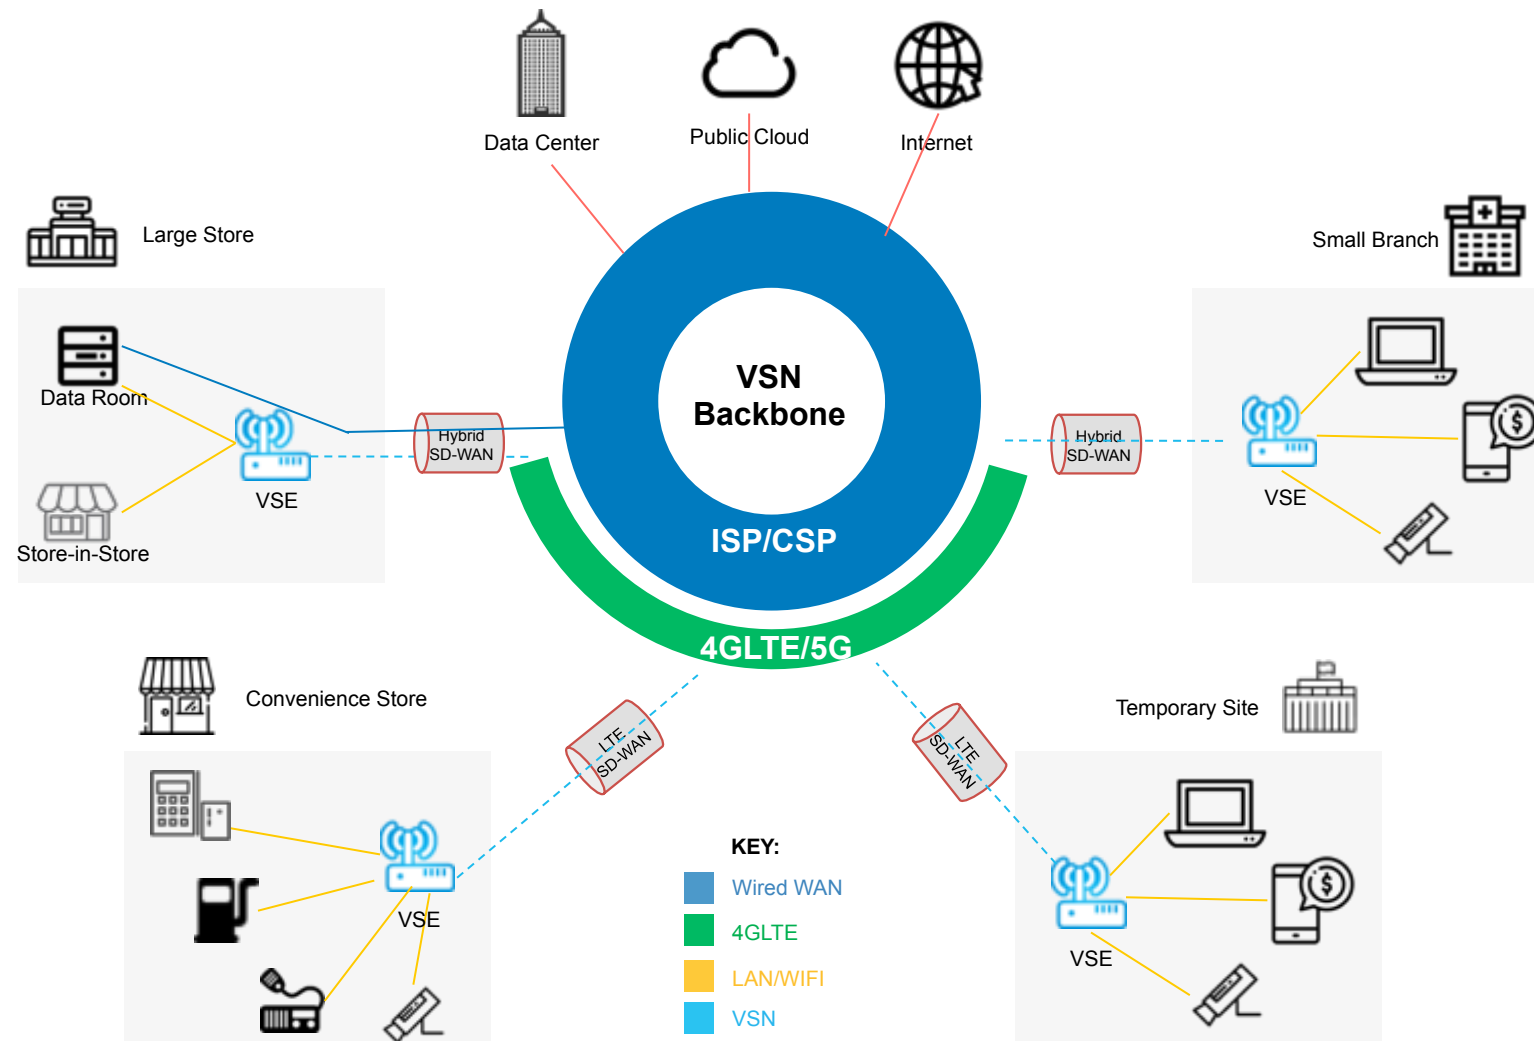 Data Center
Public Cloud
Internet
Large Store
Small Branch
VSN
Backbone
Data Room
Hybrid
SD-WAN
Hybrid
SD-WAN
VSE
VSE
Store-in-Store
ISP/CSP
4GLTE/5G
Convenience Store
Temporary Site
LTE
SD-WAN
LTE
SD-WAN
KEY:
Wired WAN
VSE
4GLTE
VSE
LAN/WIFI
VSN